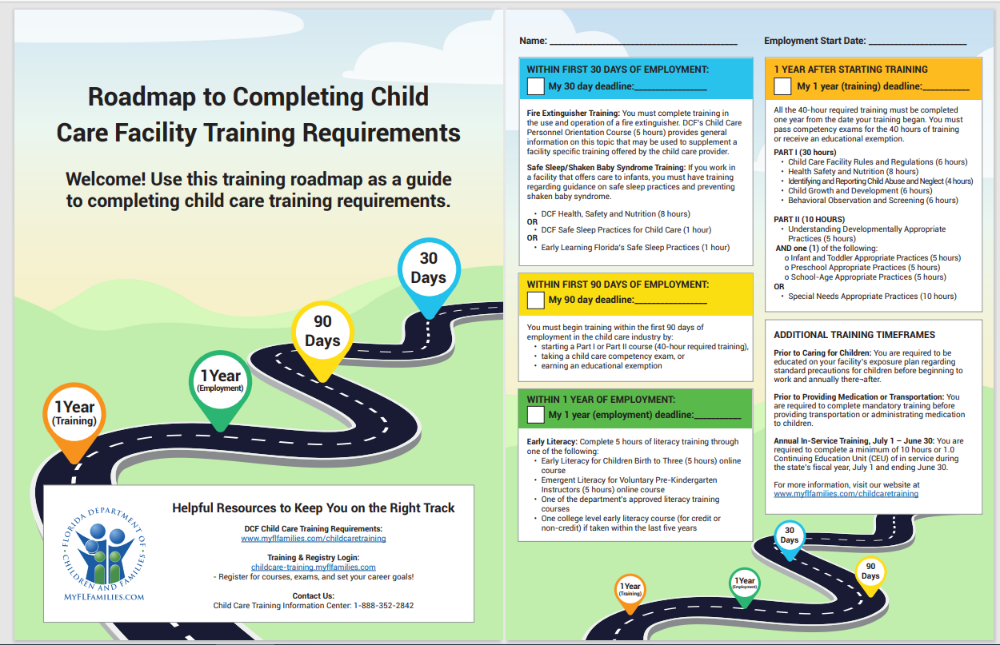 Roadmap to Completing Child
Care Facility Training Requirements
Welcome! Use this training roadmap as a guide
to completing child care training requirements.
30
Days
90
Days
1Year
(Employment)
1Year
(Training)
FLORIDA DEPARTMENT OF
CHILDREN AND FAMILIES
MYFLFAMILIES.COM
Helpful Resources to Keep You on the Right Track
DCF Child Care Training Requirements:
www.myflfamilies.com/childcaretraining
Training & Registry Login:
childcare-training.myflfamilies.com
- Register for courses, exams, and set your career goals!
Contact Us:
Child Care Training Information Center: 1-888-352-2842
Name: ____________________
Employment Start Date: ____________________
WITHIN FIRST 30 DAYS OF EMPLOYMENT:
My 30 day deadline:_______________
Fire Extinguisher Training: You must complete training in
the use and operation of a fire extinguisher. DCF's Child Care
Personnel Orientation Course (5 hours) provides general
information on this topic that may be used to supplement a
facility specific training offered by the child care provider.
Safe Sleep/Shaken Baby Syndrome Training: If you work in
a facility that offers care to infants, you must have training
regarding guidance on safe sleep practices and preventing
shaken baby syndrome.
• DCF Health, Safety and Nutrition (8 hours)
OR
• DCF Safe Sleep Practices for Child Care (1 hour)
OR
• Early Learning Florida's Safe Sleep Practices (1 hour)
WITHIN FIRST 90 DAYS OF EMPLOYMENT:
My 90 day deadline:_______________
You must begin training within the first 90 days of
employment in the child care industry by:
• starting a Part I or Part II course (40-hour required training),
• taking a child care competency exam, or
• earning an educational exemption
WITHIN 1 YEAR OF EMPLOYMENT:
My 1 year (employment) deadline:__________
Early Literacy: Complete 5 hours of literacy training through
one of the following:
• Early Literacy for Children Birth to Three (5 hours) online
course
• Emergent Literacy for Voluntary Pre-Kindergarten
Instructors (5 hours) online course
• One of the department's approved literacy training
courses
• One college level early literacy course (for credit or
non-credit) if taken within the last five years
1 YEAR AFTER STARTING TRAINING
My 1 year (training) deadline:__________
All the 40-hour required training must be completed
one year from the date your training began. You must
pass competency exams for the 40 hours of training
or receive an educational exemption.
PART I (30 hours)
• Child Care Facility Rules and Regulations (6 hours)
• Health Safety and Nutrition (8 hours)
• Identifying and Reporting Child Abuse and Neglect (4 hours)
• Child Growth and Development (6 hours)
• Behavioral Observation and Screening (6 hours)
PART II (10 HOURS)
• Understanding Developmentally Appropriate
Practices (5 hours)
AND one (1) of the following:
o Infant and Toddler Appropriate Practices (5 hours)
o Preschool Appropriate Practices (5 hours)
o School-Age Appropriate Practices (5 hours)
OR
• Special Needs Appropriate Practices (10 hours)
ADDITIONAL TRAINING TIMEFRAMES
Prior to Caring for Children: You are required to be
educated on your facility's exposure plan regarding
standard precautions for children before beginning to
work and annually there¬after.
Prior to Providing Medication or Transportation: You
are required to complete mandatory training before
providing transportation or administrating medication
to children.
Annual In-Service Training, July 1 – June 30: You are
required to complete a minimum of 10 hours or 1.0
Continuing Education Unit (CEU) of in service during
the state's fiscal year, July 1 and ending June 30.
For more information, visit our website at
www.myflfamilies.com/childcaretraining
30
Days
90
Days
1Year
(Employment)
1Year
(Training)